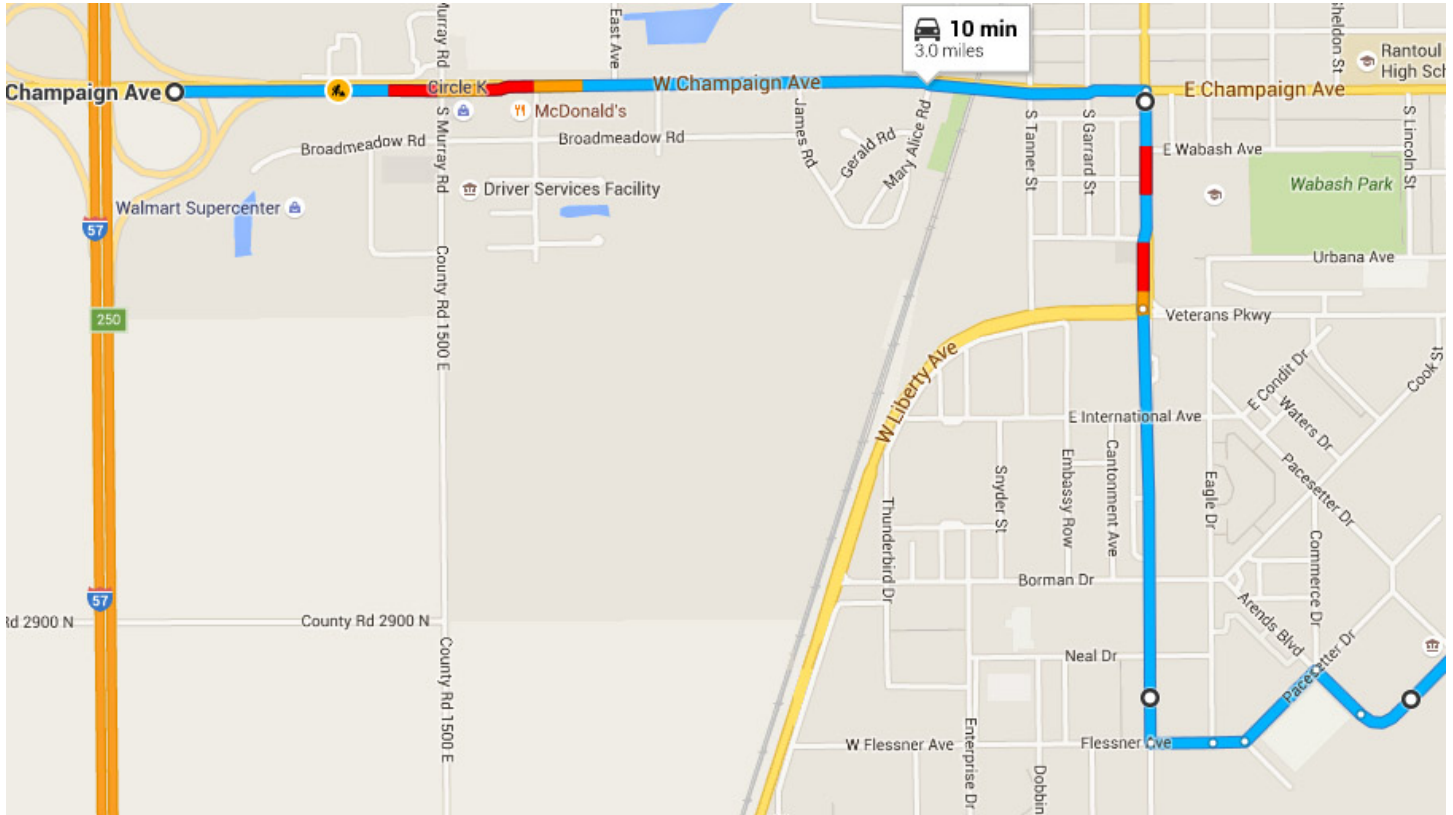 Murray Rd
East Ave
10 min
3.0 miles
Sheldon St
Rantoul
High Sch
Champaign Ave
Circle K
W Champaign Ave
E Champaign Ave
McDonald's
Broadmeadow Rd
Broadmeadow Rd
S Murray Rd
James Rd
Gerald Rd
Mary Alice Rd
S Tanner St
S Garrard St
E Wabash Ave
S Lincoln St
Driver Services Facility
Wabash Park
Walmart Supercenter
57
Urbana Ave
250
County Rd 1500 E
Veterans Pkwy
W Liberty Ave
E Condit Dr
Cook St
Waters Dr
E International Ave
Snyder St
Embassy Row
Cantonment Ave
Eagle Dr
Pacesetter Dr
Thunderbird Dr
Commerce Dr
Borman Dr
57
Rd 2900 N
County Rd 2900 N
Arends Blvd
County Rd 1500 E
Neal Dr
Pacesetter Dr
Enterprise Dr
W Flessner Ave
Flessner Ave
Dobbin